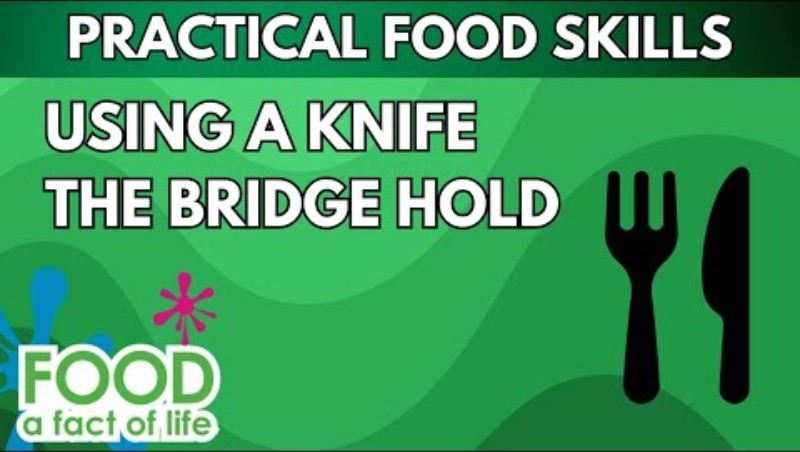 PRACTICAL FOOD SKILLS
USING A KNIFE
THE BRIDGE HOLD
FOOD
a fact of life